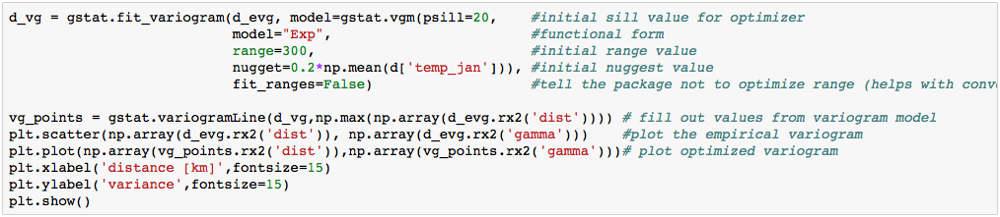 d_vg = gstat.fit_variogram(d_evg, model=gstat.vgm(psill=20,    #initial sill value for optimizer
                           model="Exp",                        #functional form
                           range=300,                          #initial range value
                           nugget=0.2*np.mean(d['temp_jan'])), #initial nuggest value
                           fit_ranges=False)                   #tell the package not to optimize range (helps with

vg_points = gstat.variogramLine(d_vg,np.max(np.array(d_evg.rx2('dist')))) # fill out values from variogram model
plt.scatter(np.array(d_evg.rx2('dist')), np.array(d_evg.rx2('gamma')))    #plot the empirical variogram
plt.plot(np.array(vg_points.rx2('dist')),np.array(vg_points.rx2('gamma')))# plot optimized variogram
plt.xlabel('distance [km]',fontsize=15)
plt.ylabel('variance',fontsize=15)
plt.show()